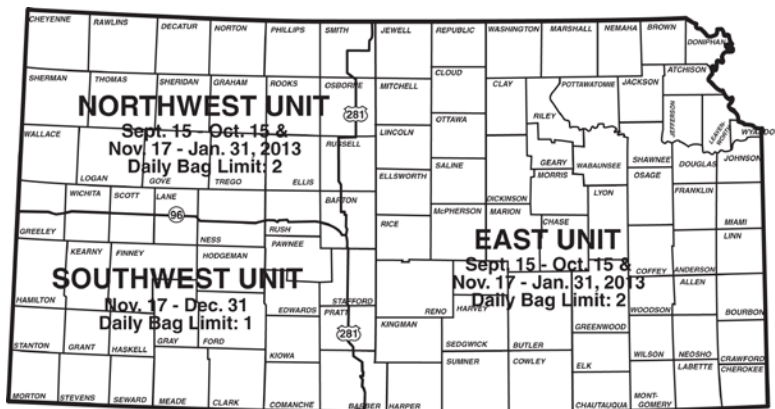 CHEYENNE RAWLINS DECATUR NORTON PHILLIPS SMITH JEWELL REPUBLIC WASHINGTON MARSHALL NEMAHA BROWN
DONIPHAN
CLOUD ATCHISON
SHERMAN THOMAS SHERIDAN GRAHAM ROOKS OSBORNE MITCHELL CLAY POTTAWATOMIE JACKSON
NORTHWEST UNIT
281
Sept. 15 - Oct. 15 &
Nov. 17 - Jan. 31, 2013
Daily Bag Limit: 2
OTTAWA RILEY JEFFERSON LEAVEN-
WORTH
WYANDO
WALLACE LINCOLN
RUSSELL
LOGAN GOVE TREGO ELLIS ELLSWORTH SALINE GEARY WABAUNSEE SHAWNEE DOUGLAS JOHNSON
DICKINSON MORRIS OSAGE
WICHITA SCOTT LANE BARTON LYON FRANKLIN
96
GREELEY NESS RUSH RICE McPHERSON MARION CHASE MIAMI
KEARNY FINNEY HODGEMAN PAWNEE LINN
EAST UNIT
Sept. 15 - Oct. 15 &
Nov. 17 - Jan. 31, 2013
Daily Bag Limit: 2
SOUTHWEST UNIT
Nov. 17 - Dec. 31
Daily Bag Limit: 1
HAMILTON EDWARDS STAFFORD RENO HARVEY COFFEY ANDERSON
ALLEN
GRAY FORD PRATT GREENWOOD WOODSON BOURBON
281
STANTON GRANT HASKELL KIOWA KINGMAN SEDGWICK BUTLER WILSON NEOSHO CRAWFORD
SUMNER COWLEY ELK LABETTE CHEROKEE
MORTON STEVENS SEWARD MEADE CLARK COMANCHE BARBER HARPER CHAUTAUQUA MONT-
GOMERY